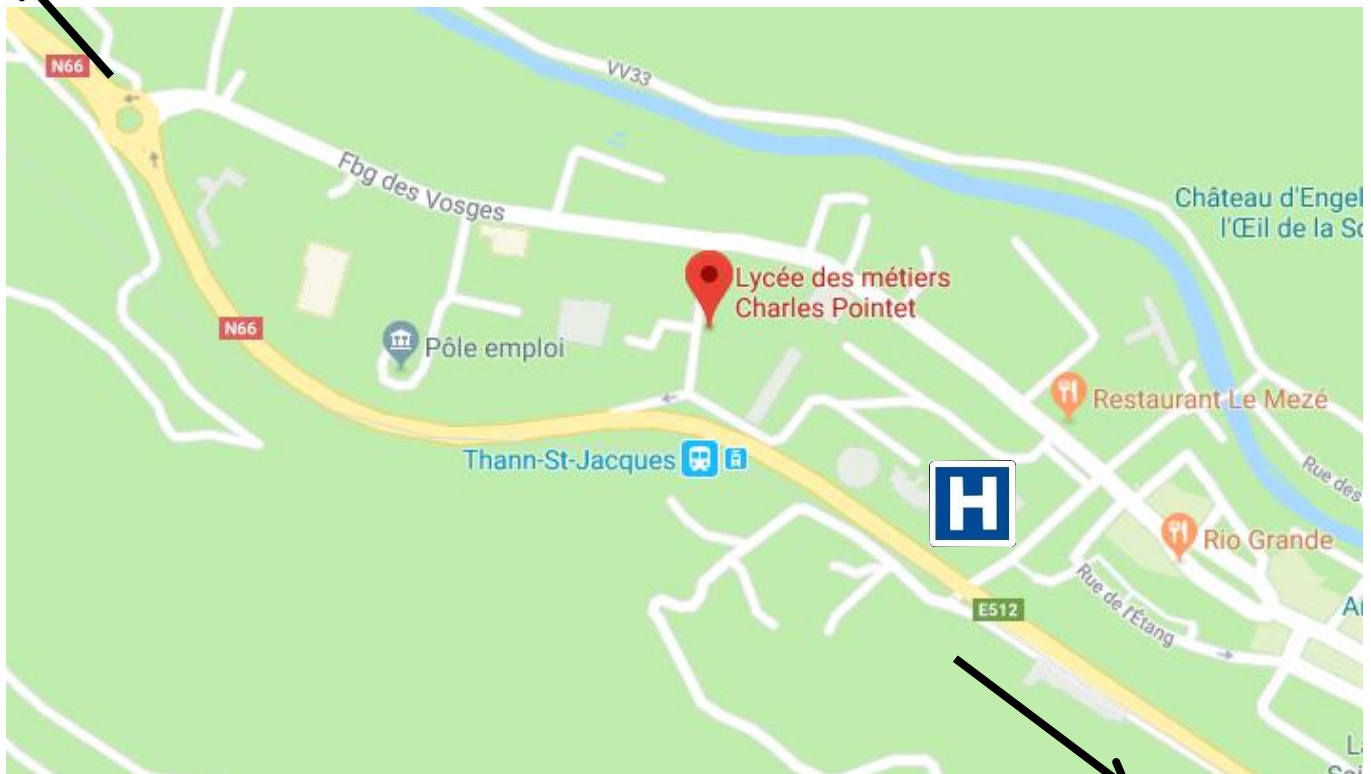 N66
VV33
Fbg des Vosges
Château d'Engel
l'Œil de la So
Lycée des métiers
Charles Pointet
N66
Pôle emploi
Restaurant Le Mezé
Thann-St-Jacques
Rue des
H
Rio Grande
Rue de l'Étang
E512